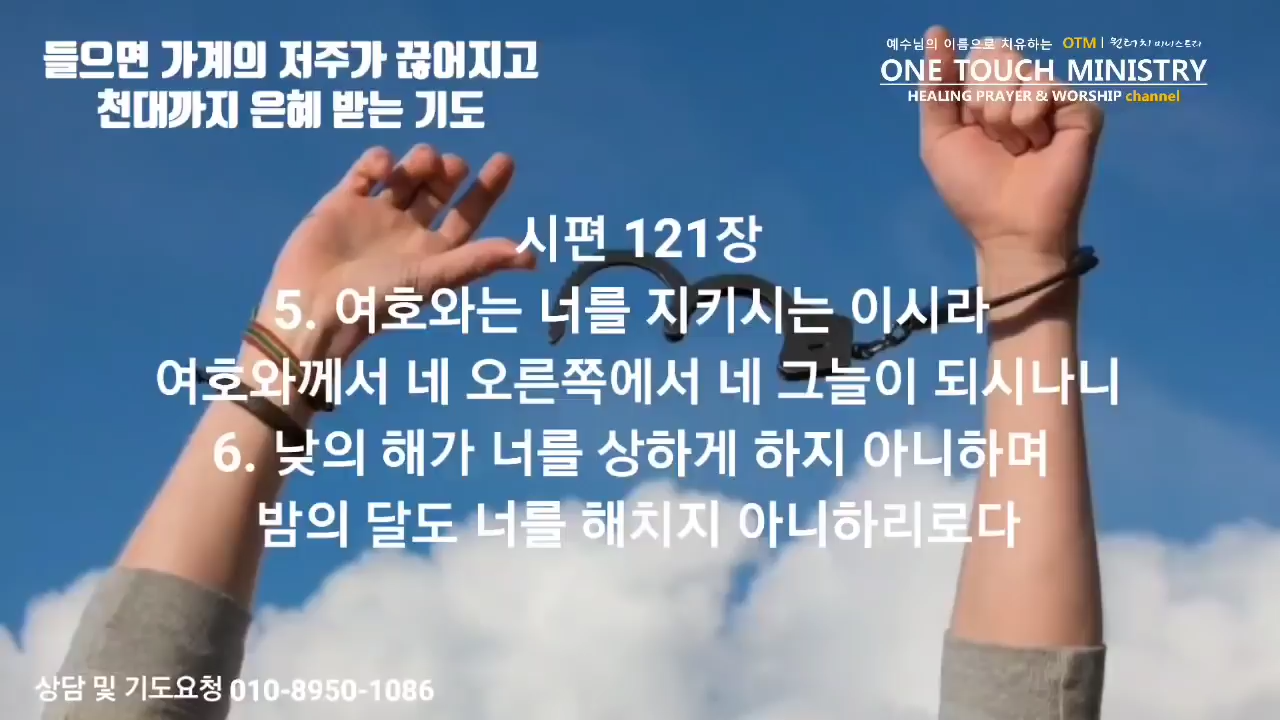 들으면 가계의 저주가 끊어지고
천대까지 은혜 받는 기도
예수님의 이름으로 치유하는 OTM | 원터치 미니스트리
ONE TOUCH MINISTRY
HEALING PRAYER & WORSHIP channel
시편 121장
5. 여호와는 너를 지키시는 이시라
여호와께서 네 오른쪽에서 네 그늘이 되시나니
6. 낮의 해가 너를 상하게 하지 아니하며
밤의 달도 너를 해치지 아니하리로다
상담 및 기도요청 010-8950-1086